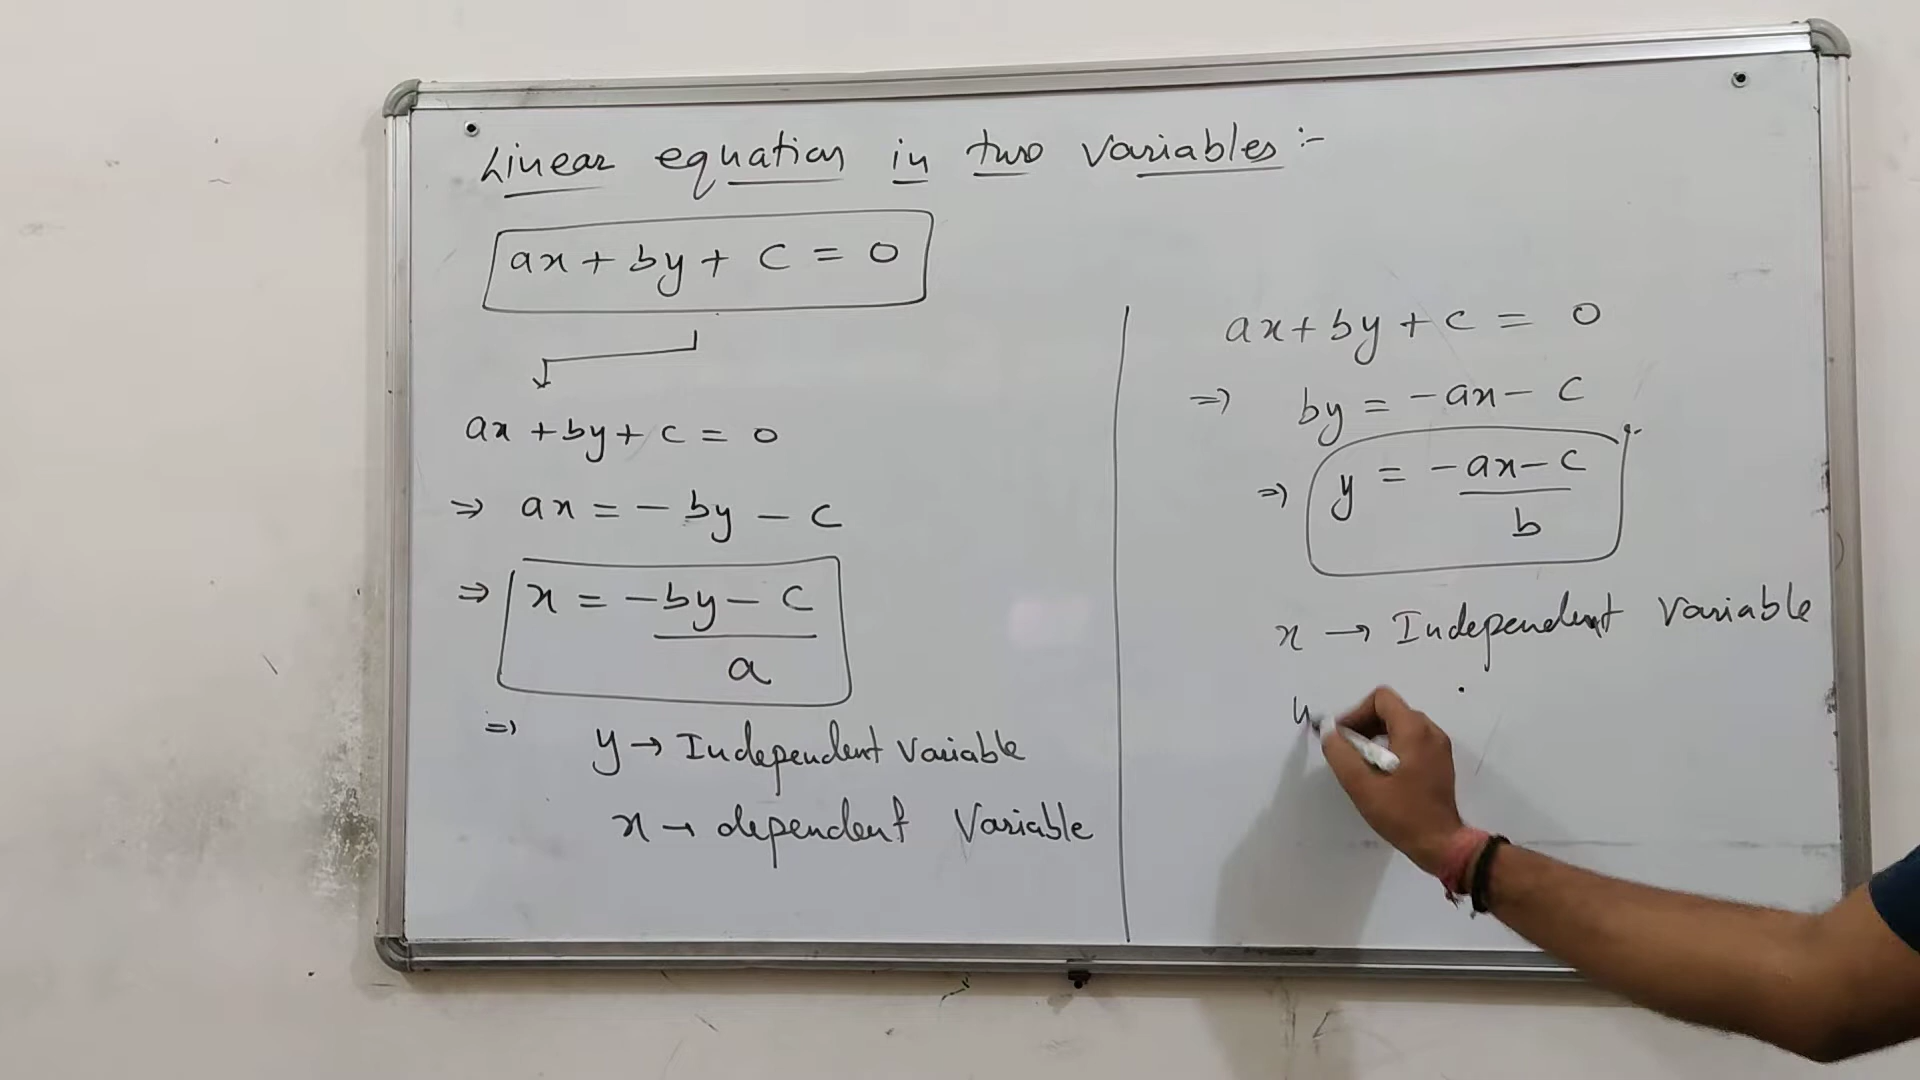 Linear equation in two variables :-
ax + by + c = 0
ax + by + c = 0
⇒ ax = - by - c
⇒ x = -by - c
a
⇒ y → Independent variable
x → dependent Variable
ax + by + c = 0
⇒ by = - ax - c
⇒ y = - ax - c
b
x → Independent Variable
y